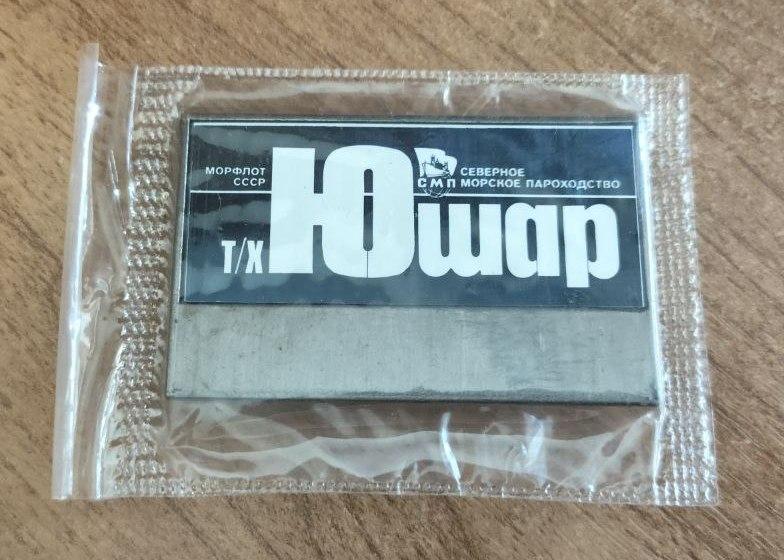 МОРФЛОТ
СССР
СМП
СЕВЕРНОЕ
МОРСКОЕ ПАРОХОДСТВО
Т/Х Юшар